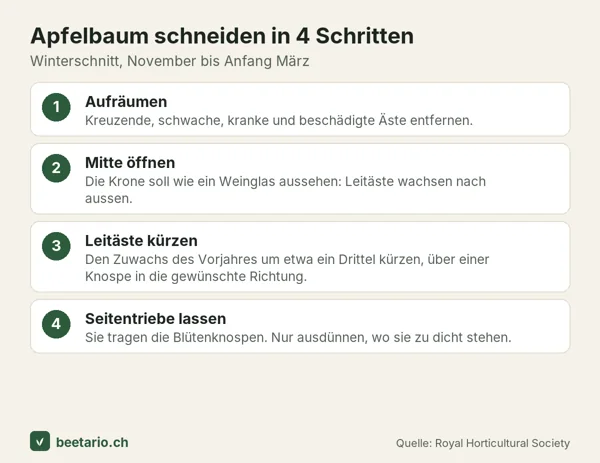 Apfelbaum schneiden in 4 Schritten
Winterschnitt, November bis Anfang März
1
Aufräumen
Kreuzende, schwache, kranke und beschädigte Äste entfernen.
2
Mitte öffnen
Die Krone soll wie ein Weinglas aussehen: Leitäste wachsen nach
aussen.
3
Leitäste kürzen
Den Zuwachs des Vorjahres um etwa ein Drittel kürzen, über einer
Knospe in die gewünschte Richtung.
4
Seitentriebe lassen
Sie tragen die Blütenknospen. Nur ausdünnen, wo sie zu dicht stehen.
beetario.ch
Quelle: Royal Horticultural Society